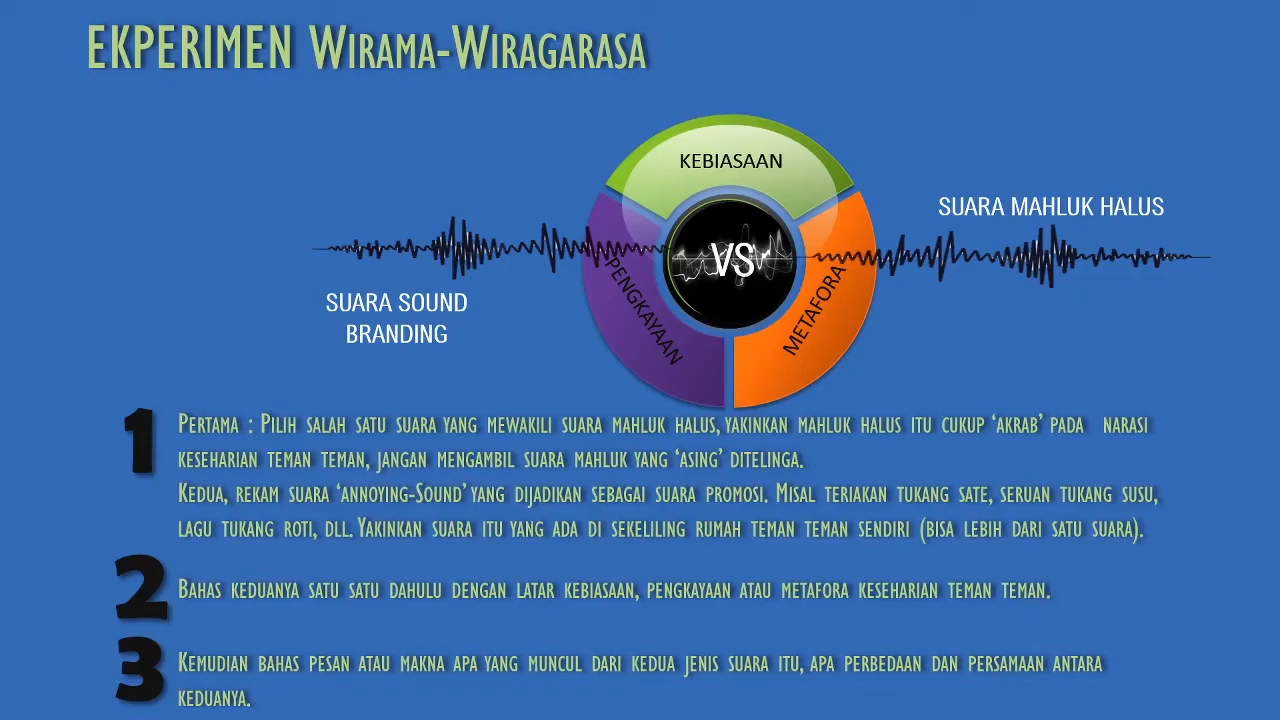 EKPERIMEN WIRAMA-WIRAGARASA
KEBIASAAN
PENGKAYAAN
METAFORA
VS
SUARA SOUND
BRANDING
SUARA MAHLUK HALUS
1
PERTAMA : PILIH SALAH SATU SUARA YANG MEWAKILI SUARA MAHLUK HALUS, YAKINKAN MAHLUK HALUS ITU CUKUP ‘AKRAB’ PADA NARASI
KESEHARIAN TEMAN TEMAN, JANGAN MENGAMBIL SUARA MAHLUK YANG ‘ASING’ DITELINGA.
KEDUA, REKAM SUARA ‘ANNOYING-SOUND’ YANG DIJADIKAN SEBAGAI SUARA PROMOSI. MISAL TERIAKAN TUKANG SATE, SERUAN TUKANG SUSU,
LAGU TUKANG ROTI, DLL. YAKINKAN SUARA ITU YANG ADA DI SEKELILING RUMAH TEMAN TEMAN SENDIRI (BISA LEBIH DARI SATU SUARA).
2
BAHAS KEDUANYA SATU SATU DAHULU DENGAN LATAR KEBIASAAN, PENGKAYAAN ATAU METAFORA KESEHARIAN TEMAN TEMAN.
3
KEMUDIAN BAHAS PESAN ATAU MAKNA APA YANG MUNCUL DARI KEDUA JENIS SUARA ITU, APA PERBEDAAN DAN PERSAMAAN ANTARA
KEDUANYA.